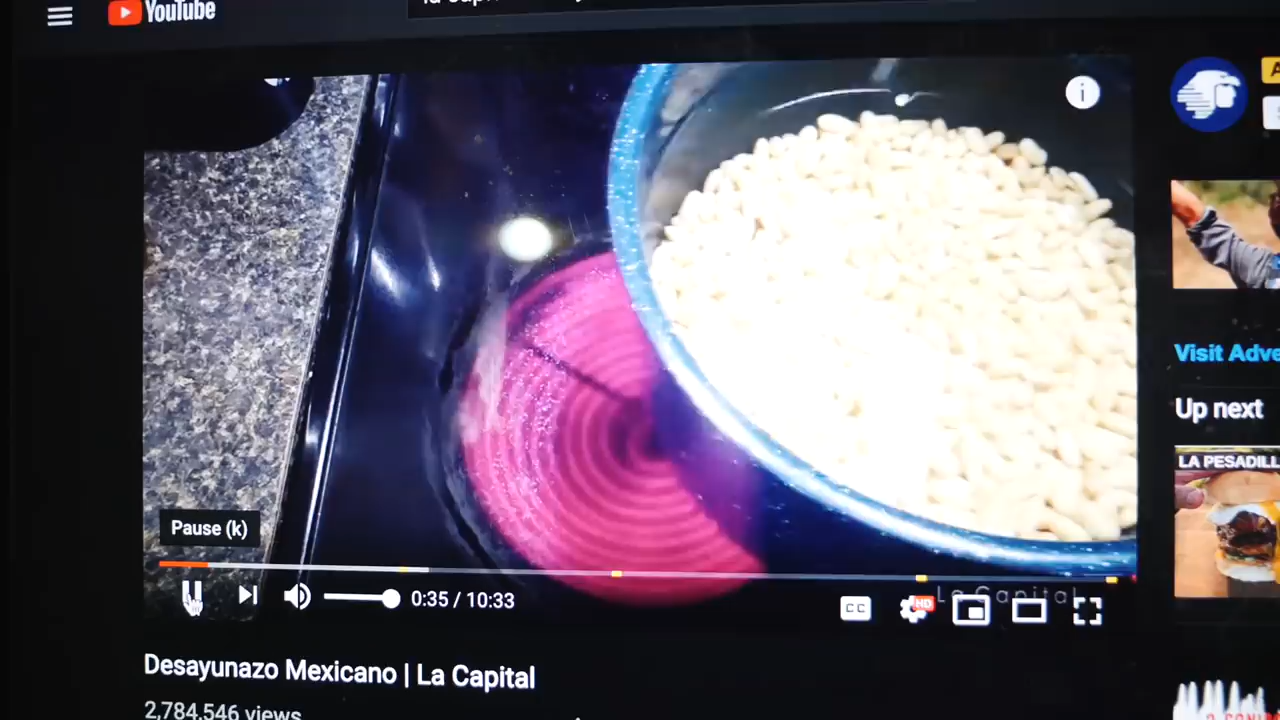 YouTube
Visit Adve
Up next
LA PESADILL
Pause (k)
0:35 / 10:33
CC
HD
La Capital
Desayunazo Mexicano | La Capital
2,784,546 views